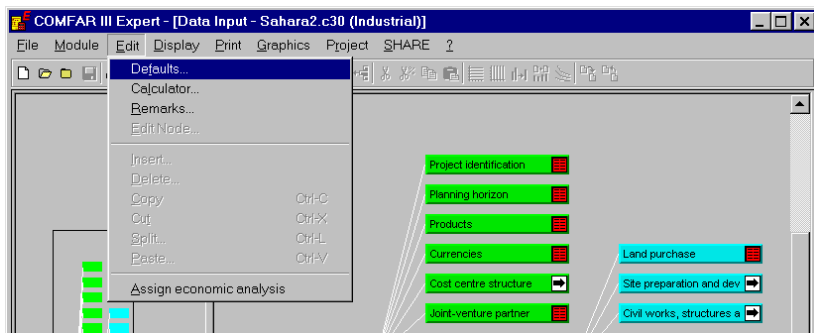 COMFAR III Expert - [Data Input - Sahara2.c30 (Industrial)]
File Module Edit Display Print Graphics Project SHARE ?
Defaults...
Calculator...
Remarks...
Edit Node...
Insert...
Delete...
Copy Ctrl-C
Cut Ctrl-X
Split... Ctrl-L
Paste... Ctrl-V
Assign economic analysis
Project identification
Planning horizon
Products
Currencies
Cost centre structure
Joint-venture partner
Land purchase
Site preparation and dev
Civil works, structures a